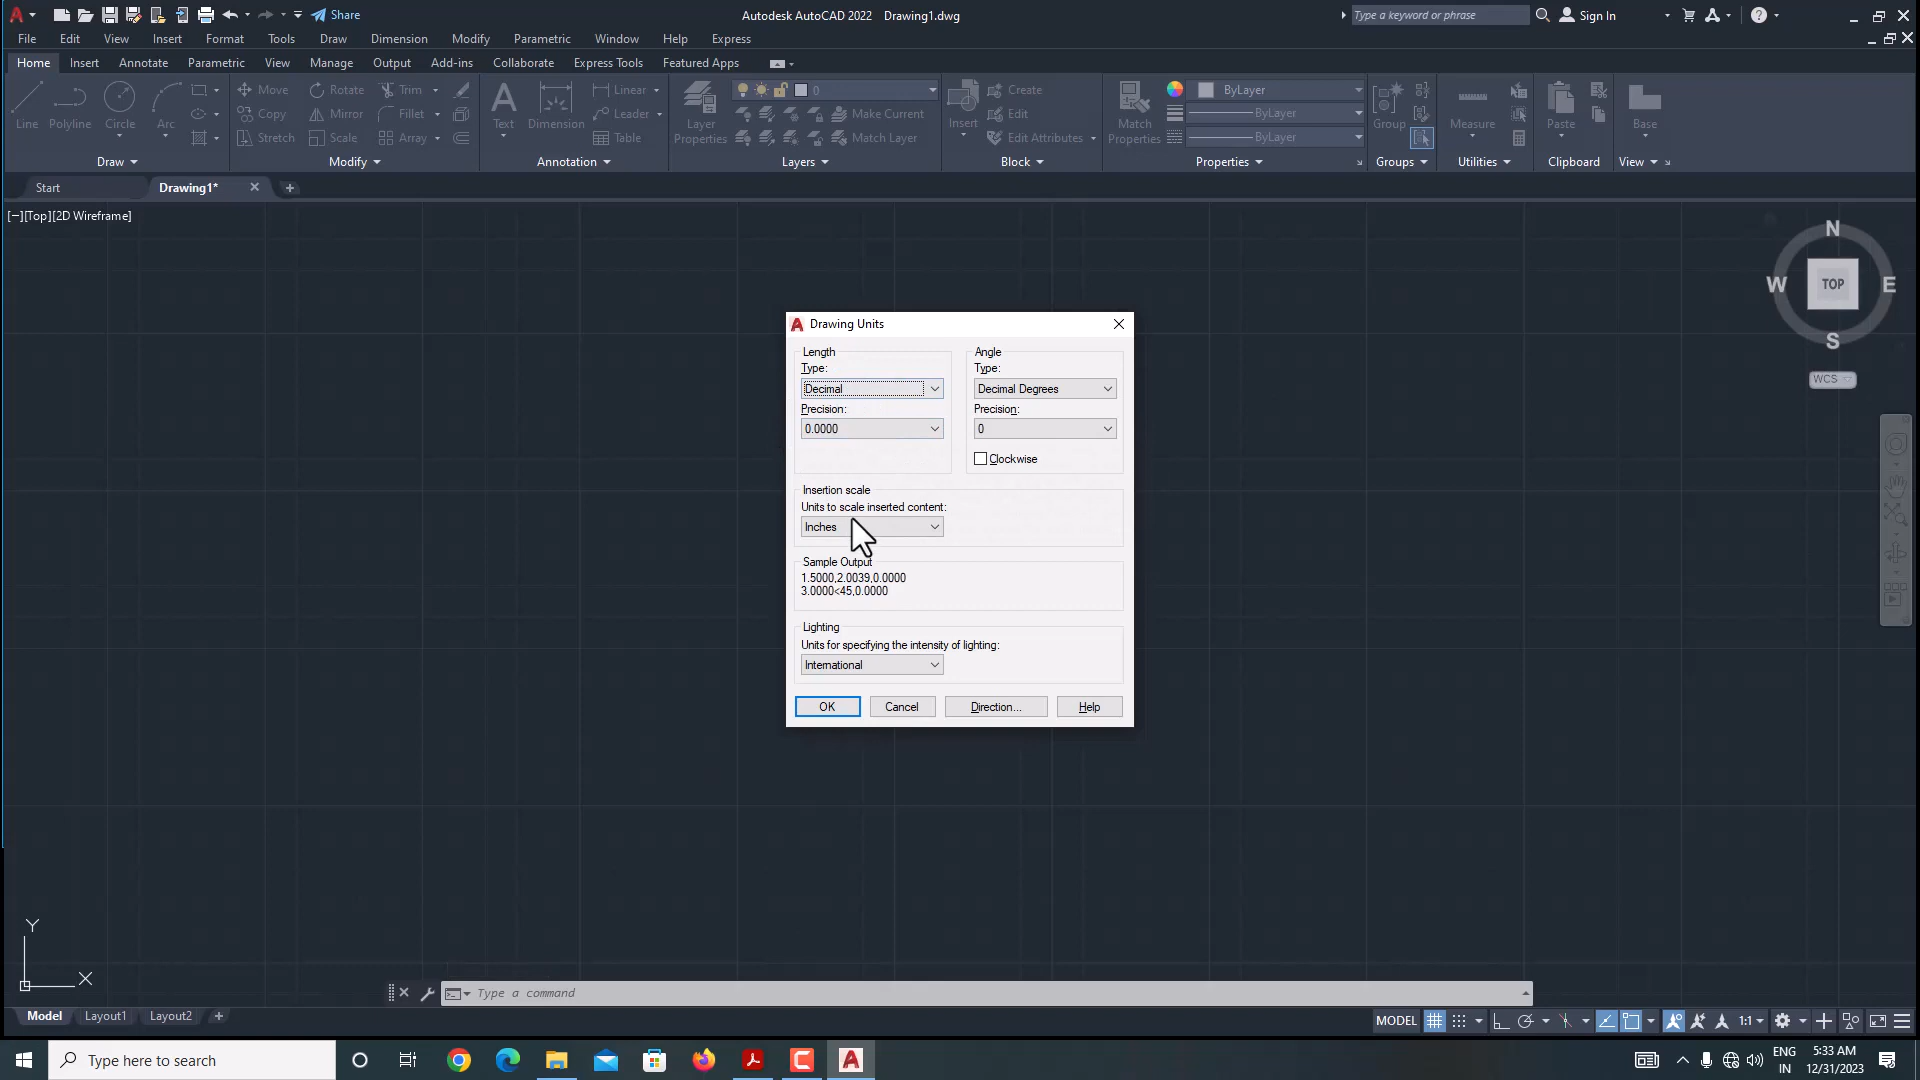 Share
Autodesk AutoCAD 2022 Drawing1.dwg
Type a keyword or phrase
Sign In
File Edit View Insert Format Tools Draw Dimension Modify Parametric Window Help Express
Home Insert Annotate Parametric View Manage Output Add-ins Collaborate Express Tools Featured Apps
Line Polyline Circle Arc
Move Rotate Trim
Copy Mirror Fillet
Stretch Scale Array
Text Dimension
Linear
Leader
Table
Layer Properties
0
Make Current
Match Layer
Insert
Create
Edit
Edit Attributes
Match Properties
ByLayer
ByLayer
ByLayer
Group
Measure
Paste
Base
Draw Modify Annotation Layers Block Properties Groups Utilities Clipboard View
Start Drawing1*
[−][Top][2D Wireframe]
N
W TOP E
S
WCS
Drawing Units
Length
Type:
Decimal
Precision:
0.0000
Angle
Type:
Decimal Degrees
Precision:
0
Clockwise
Insertion scale
Units to scale inserted content:
Inches
Sample Output
1.5000,2.0039,0.0000
3.0000<45,0.0000
Lighting
Units for specifying the intensity of lighting:
International
OK Cancel Direction... Help
Y
X
Type a command
Model Layout1 Layout2
MODEL 1:1
Type here to search
ENG
IN
5:33 AM
12/31/2023